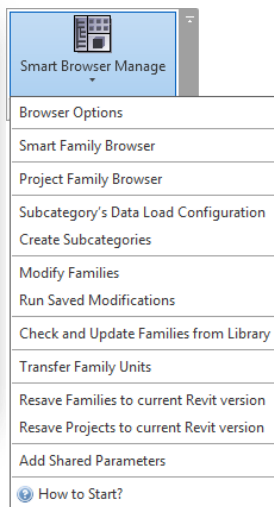 Smart Browser Manage
Browser Options
Smart Family Browser
Project Family Browser
Subcategory's Data Load Configuration
Create Subcategories
Modify Families
Run Saved Modifications
Check and Update Families from Library
Transfer Family Units
Resave Families to current Revit version
Resave Projects to current Revit version
Add Shared Parameters
? How to Start?